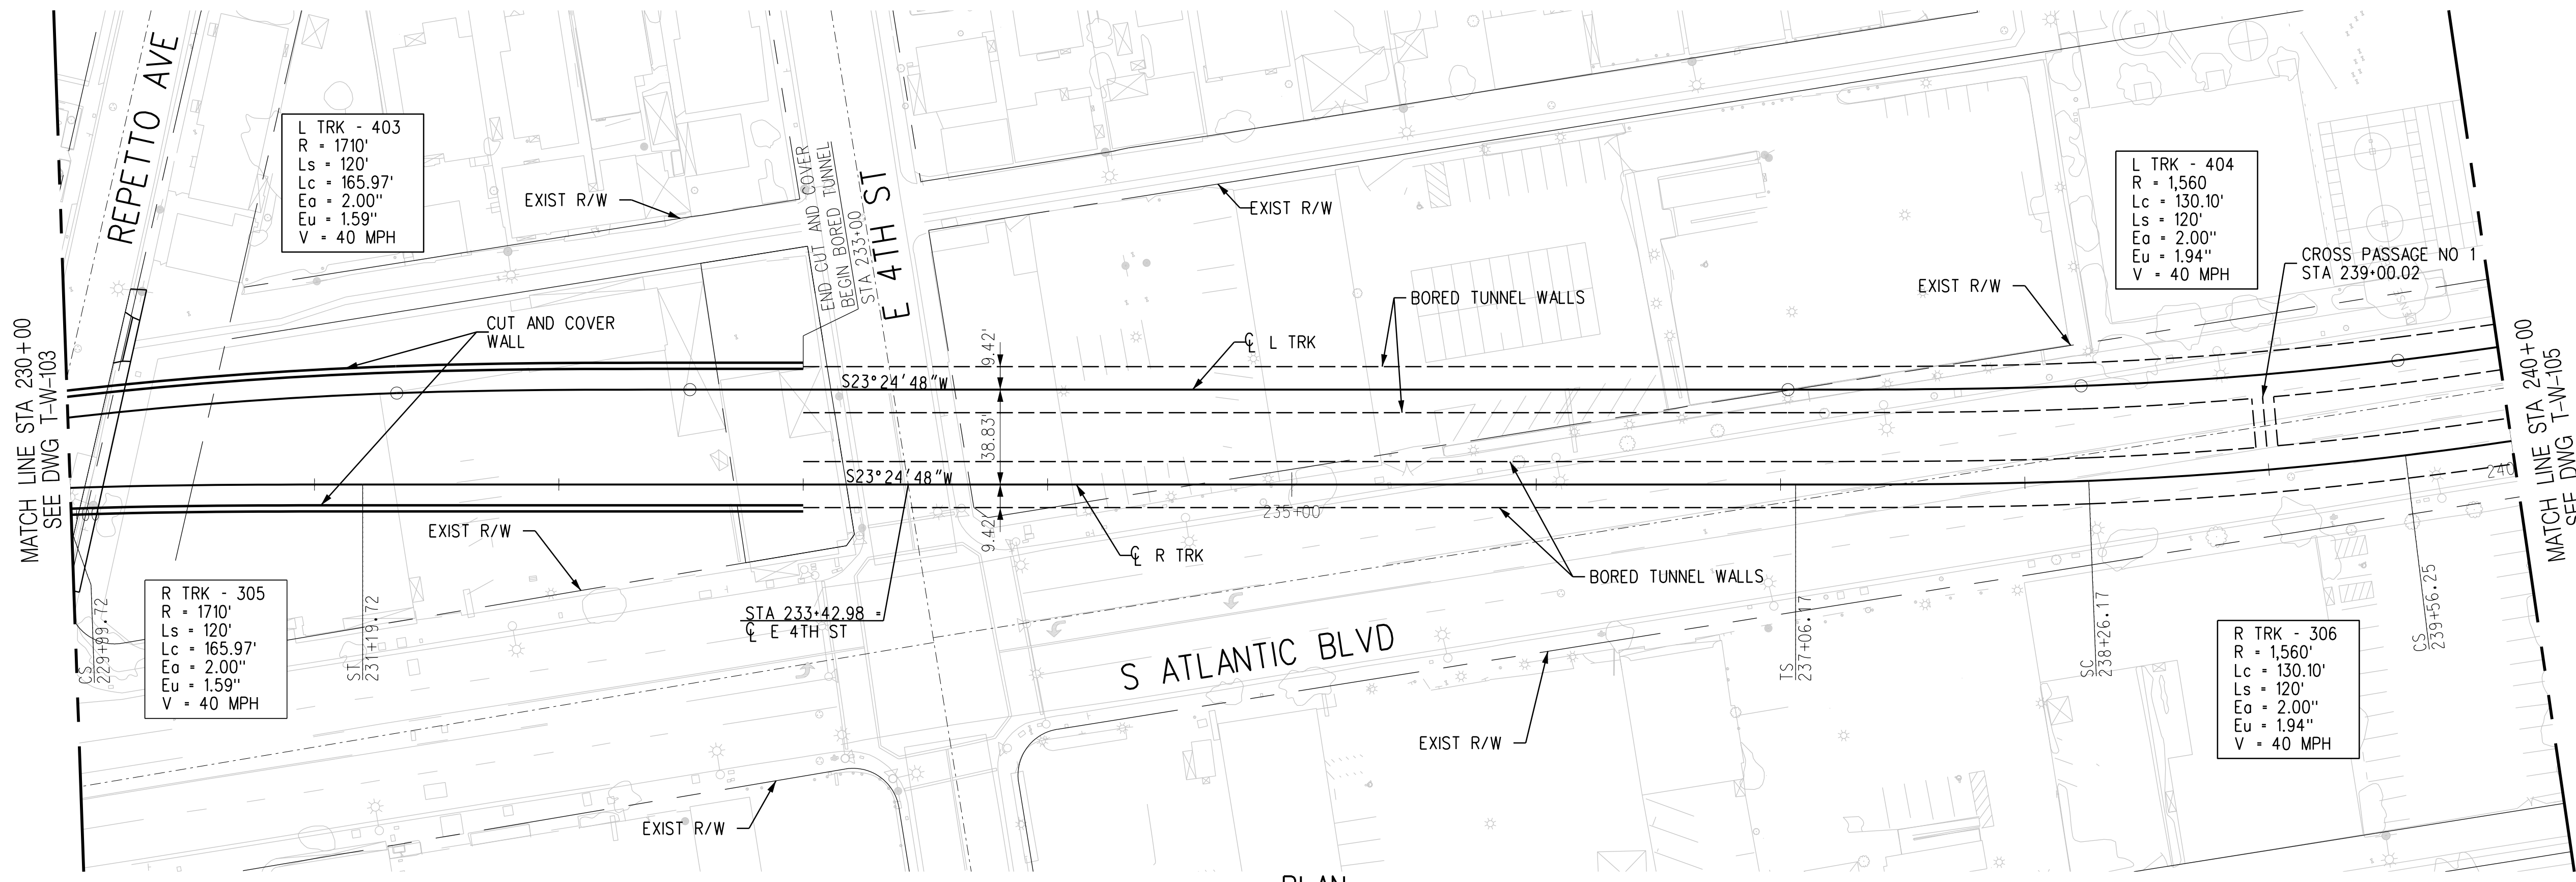 REPETTO AVE
L TRK - 403
R = 1710'
Ls = 120'
Lc = 165.97'
Ea = 2.00"
Eu = 1.59"
V = 40 MPH
EXIST R/W
END CUT AND COVER
BEGIN BORED TUNNEL
STA 233+00
E 4TH ST
EXIST R/W
L TRK - 404
R = 1,560
Lc = 130.10'
Ls = 120'
Ea = 2.00"
Eu = 1.94"
V = 40 MPH
CROSS PASSAGE NO 1
STA 239+00.02
EXIST R/W
BORED TUNNEL WALLS
CUT AND COVER
WALL
MATCH LINE STA 230+00
SEE DWG T-W-103
9.42'
℄ L TRK
S23°24'48"W
38.83'
S23°24'48"W
9.42'
235+00
240
MATCH LINE STA 240+00
SEE DWG T-W-105
EXIST R/W
℄ R TRK
BORED TUNNEL WALLS
R TRK - 305
R = 1710'
Ls = 120'
Lc = 165.97'
Ea = 2.00"
Eu = 1.59"
V = 40 MPH
CS
229+99.72
ST
231+19.72
STA 233+42.98 =
℄ E 4TH ST
S ATLANTIC BLVD
TS
237+06.17
SC
238+26.17
CS
239+56.25
R TRK - 306
R = 1,560'
Lc = 130.10'
Ls = 120'
Ea = 2.00"
Eu = 1.94"
V = 40 MPH
EXIST R/W
EXIST R/W
PLAN